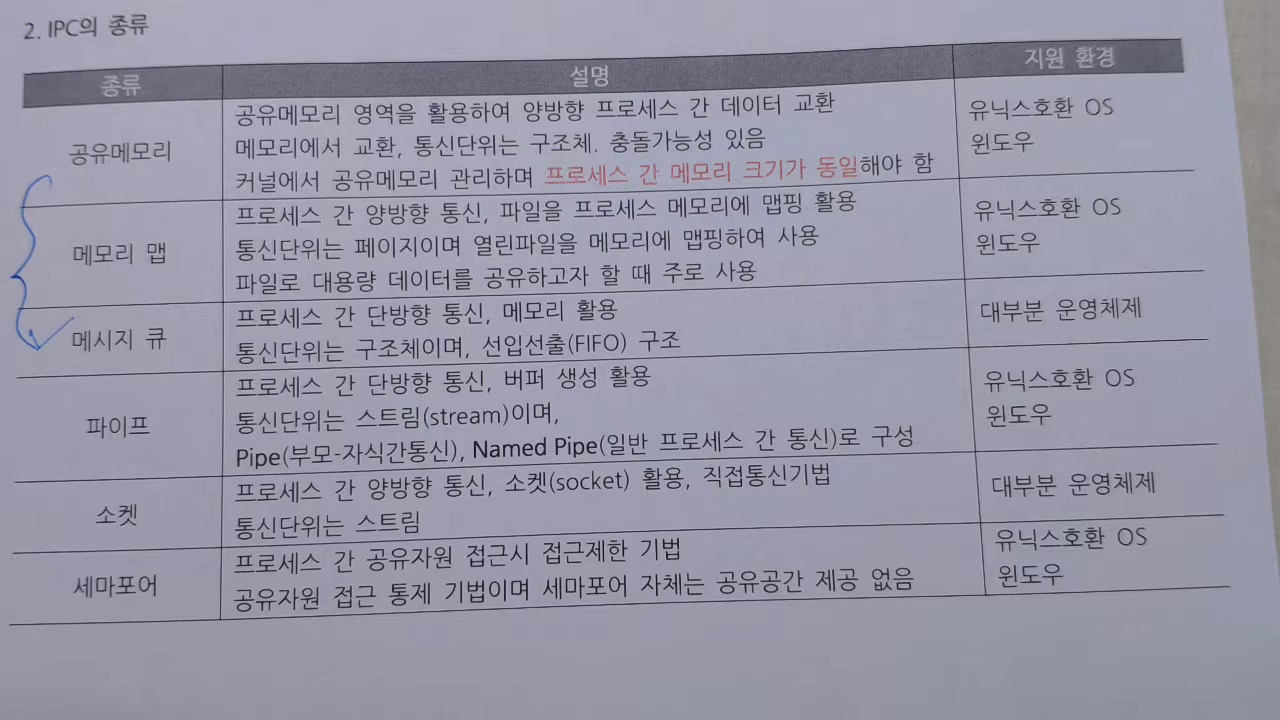 2. IPC의 종류
종류 설명 지원 환경
공유메모리
공유메모리 영역을 활용하여 양방향 프로세스 간 데이터 교환
메모리에서 교환, 통신단위는 구조체. 충돌가능성 있음
커널에서 공유메모리 관리하며 프로세스 간 메모리 크기가 동일해야 함
유닉스호환 OS
윈도우
메모리 맵
프로세스 간 양방향 통신, 파일을 프로세스 메모리에 맵핑 활용
통신단위는 페이지이며 열린파일을 메모리에 맵핑하여 사용
파일로 대용량 데이터를 공유하고자 할 때 주로 사용
유닉스호환 OS
윈도우
메시지 큐
프로세스 간 단방향 통신, 메모리 활용
통신단위는 구조체이며, 선입선출(FIFO) 구조
대부분 운영체제
파이프
프로세스 간 단방향 통신, 버퍼 생성 활용
통신단위는 스트림(stream)이며,
Pipe(부모-자식간통신), Named Pipe(일반 프로세스 간 통신)로 구성
유닉스호환 OS
윈도우
소켓
프로세스 간 양방향 통신, 소켓(socket) 활용, 직접통신기법
통신단위는 스트림
대부분 운영체제
세마포어
프로세스 간 공유자원 접근시 접근제한 기법
공유자원 접근 통제 기법이며 세마포어 자체는 공유공간 제공 없음
유닉스호환 OS
윈도우